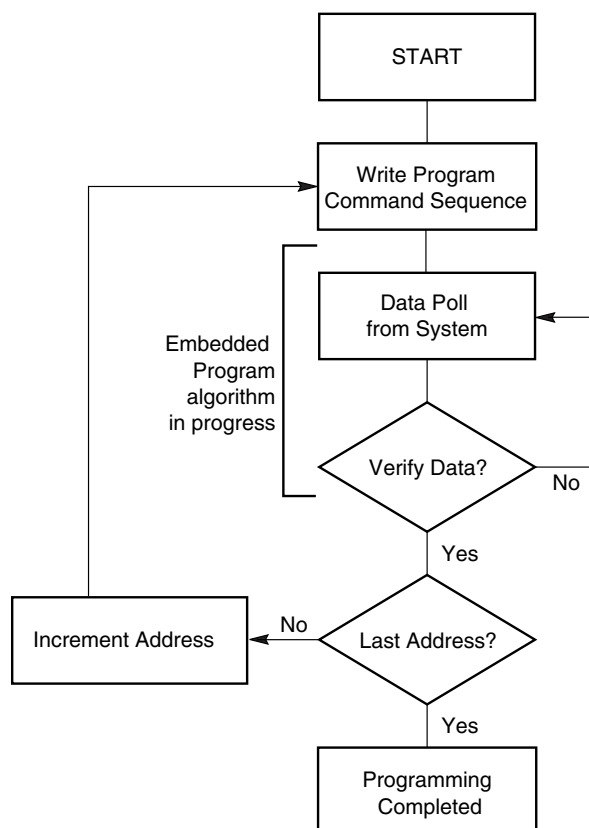 START
Write Program
Command Sequence
Data Poll
from System
Embedded
Program
algorithm
in progress
Verify Data?
No
Yes
Last Address?
No
Increment Address
Yes
Programming
Completed